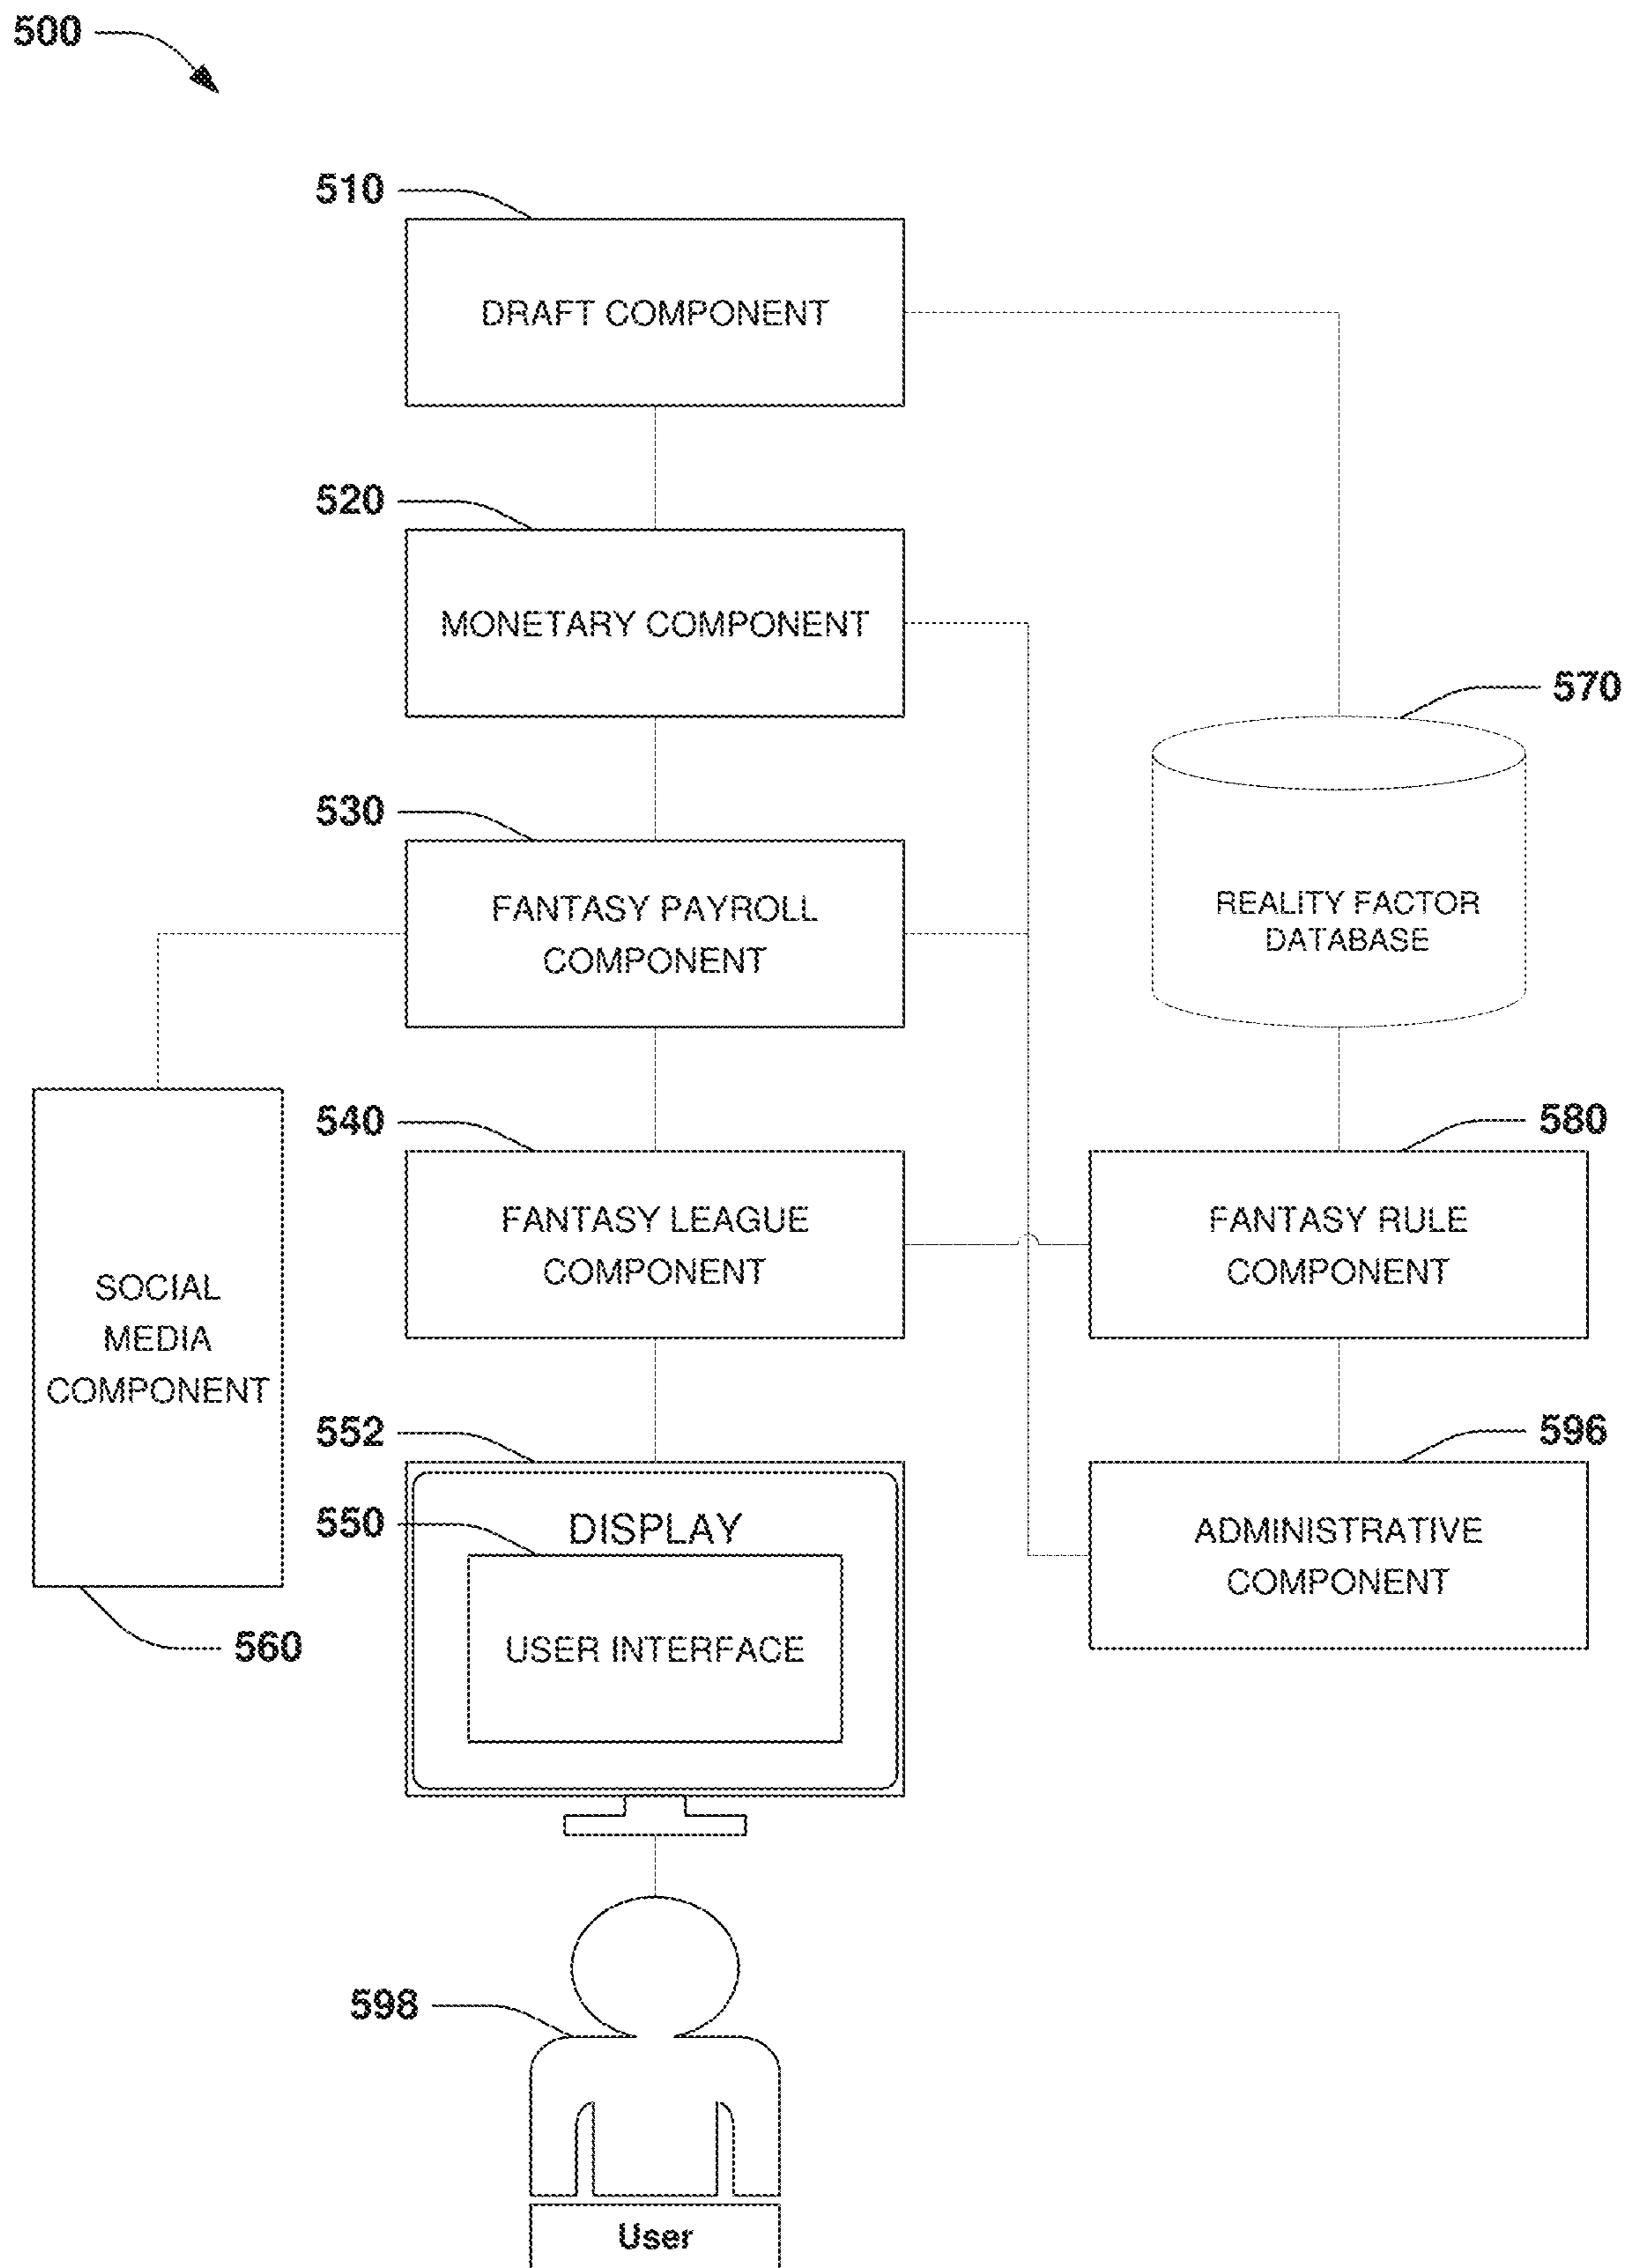 500
510
DRAFT COMPONENT
520
MONETARY COMPONENT
570
530
FANTASY PAYROLL
COMPONENT
REALITY FACTOR
DATABASE
540
FANTASY LEAGUE
COMPONENT
580
FANTASY RULE
COMPONENT
SOCIAL
MEDIA
COMPONENT
560
552
DISPLAY
550
USER INTERFACE
596
ADMINISTRATIVE
COMPONENT
598
User